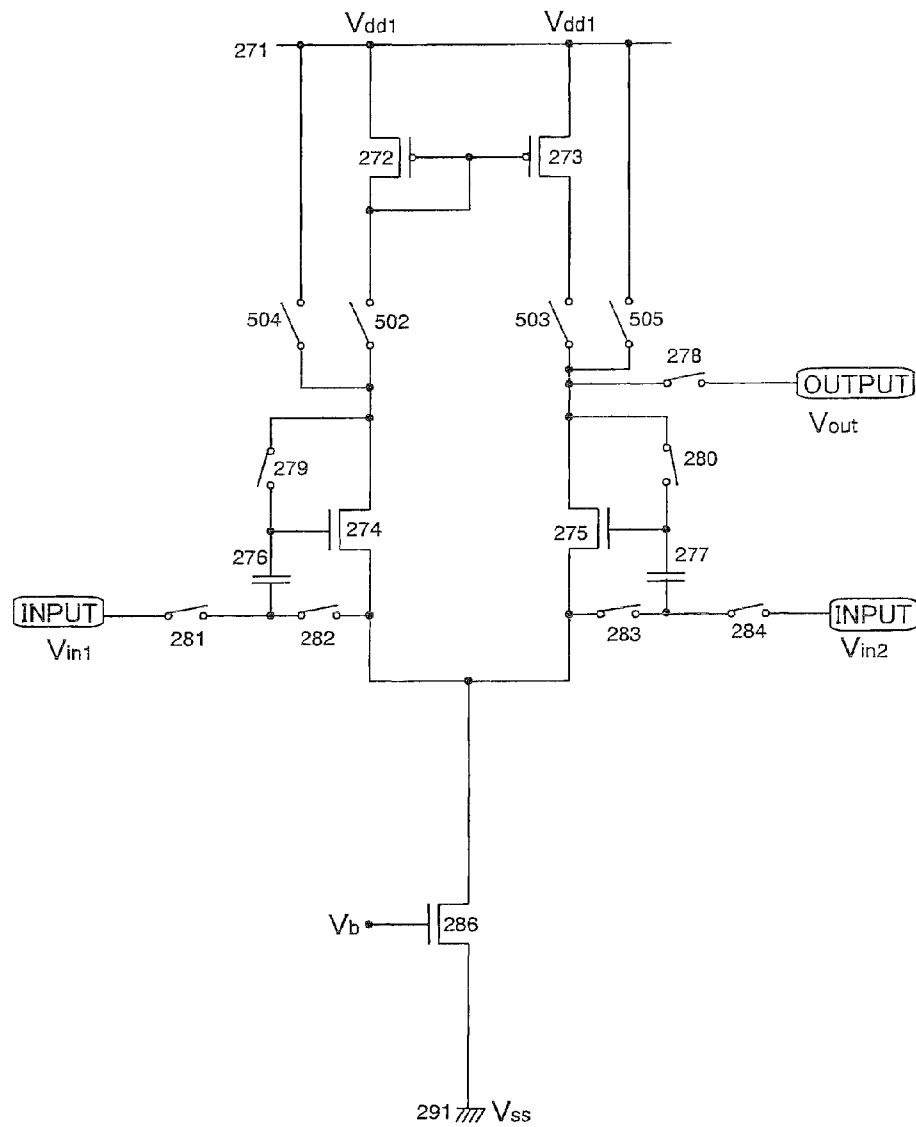 Vdd1 Vdd1
271
272 273
504 502 503 505
278
OUTPUT
Vout
279 280
274 275
276 277
INPUT INPUT
281 282 283 284
Vin1 Vin2
Vb 286
291 Vss